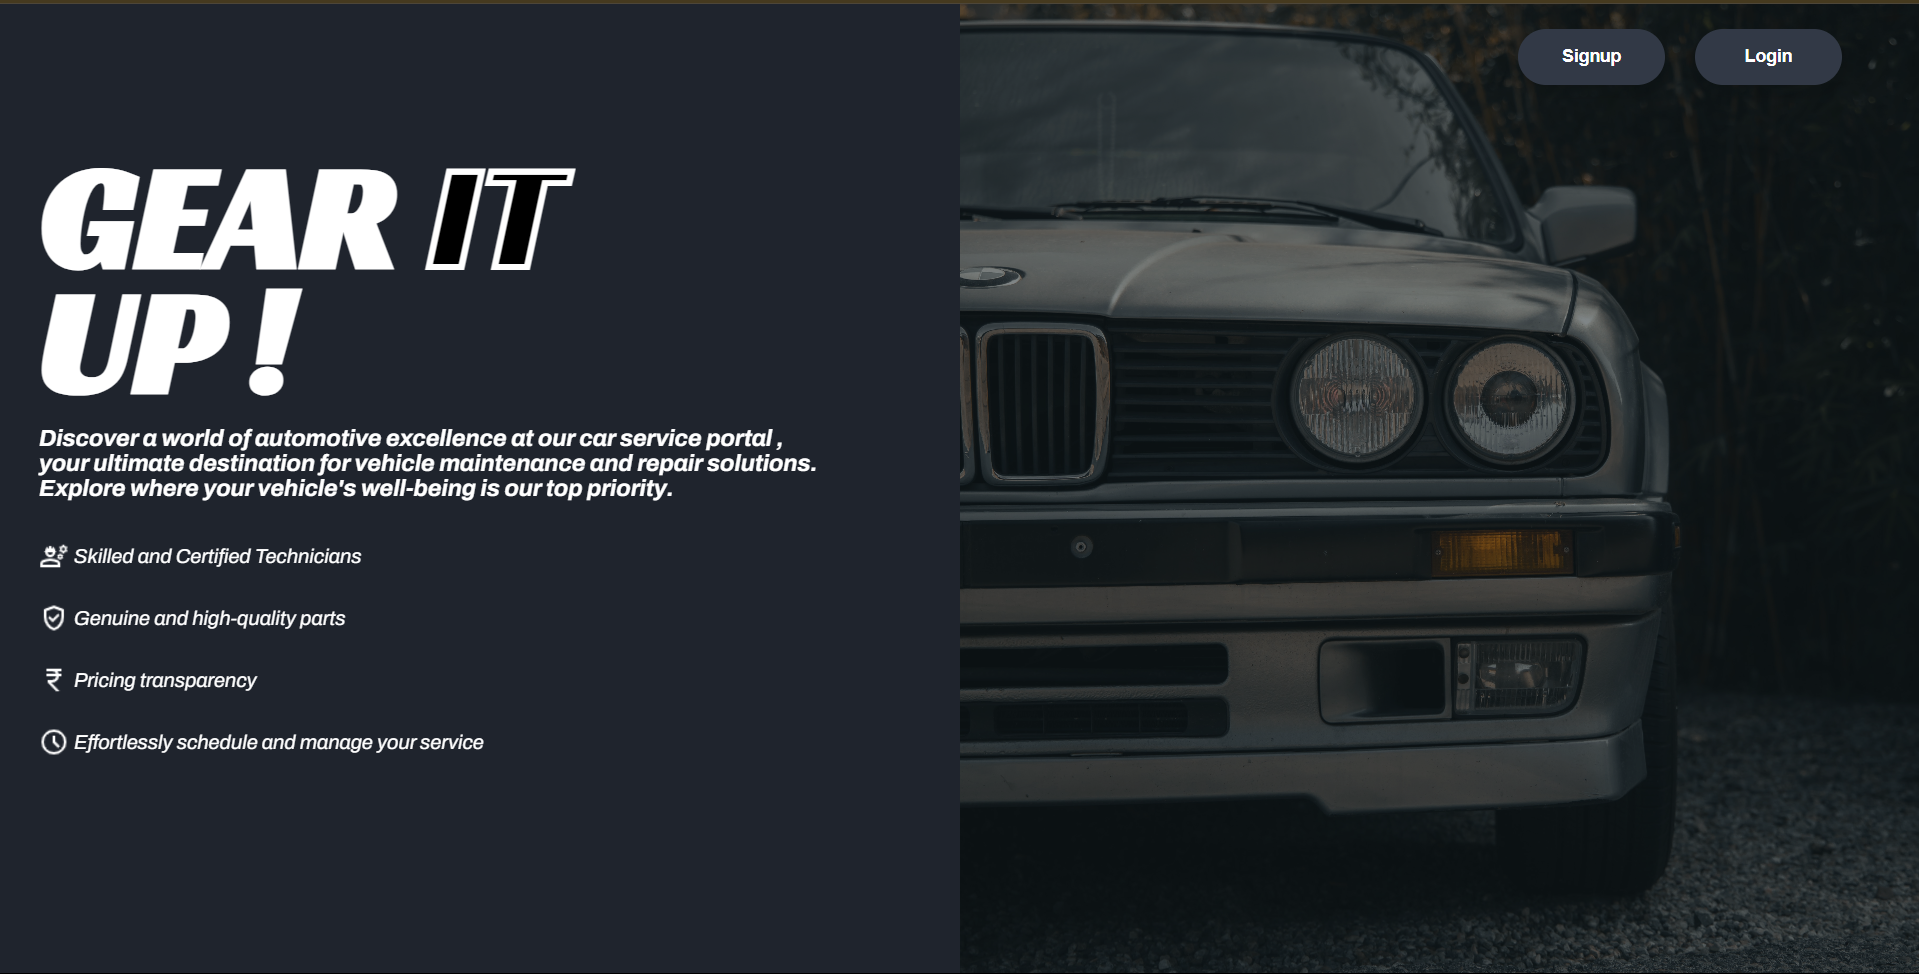 Signup Login
GEAR IT
UP!
Discover a world of automotive excellence at our car service portal ,
your ultimate destination for vehicle maintenance and repair solutions.
Explore where your vehicle's well-being is our top priority.
Skilled and Certified Technicians
Genuine and high-quality parts
₹ Pricing transparency
Effortlessly schedule and manage your service